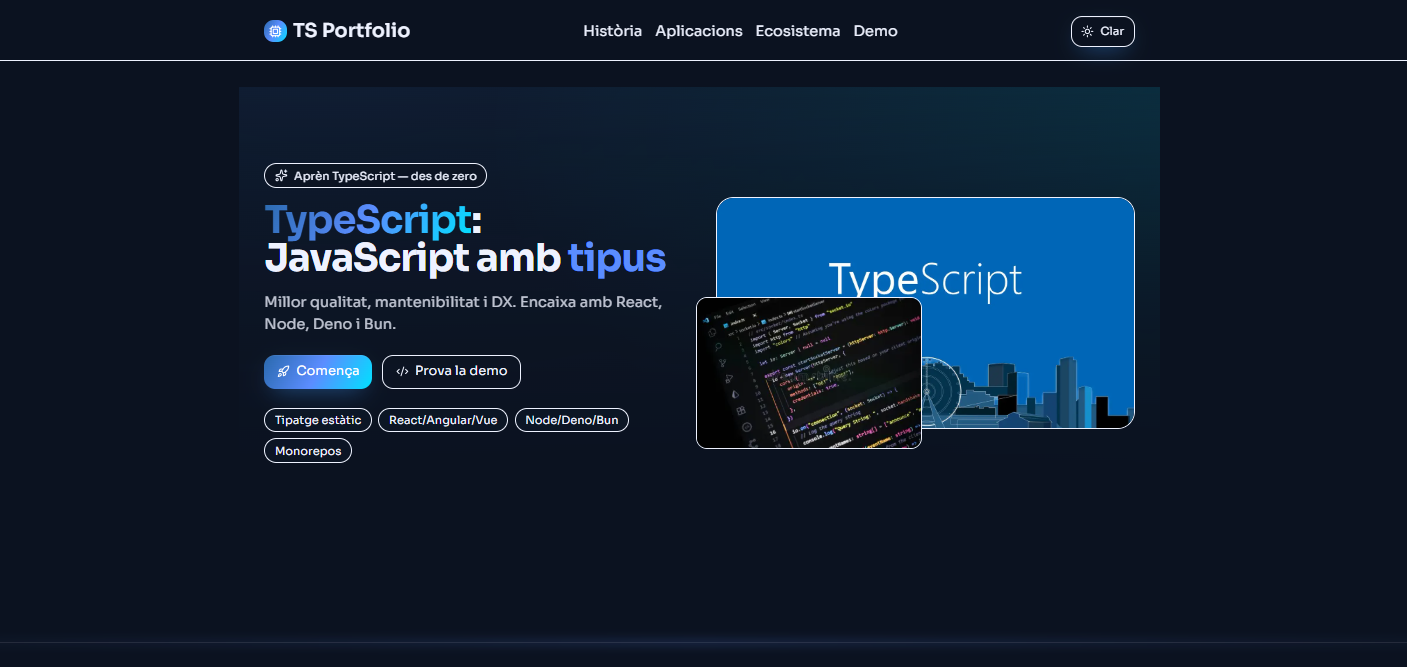 TS Portfolio
Història Aplicacions Ecosistema Demo
Clar
Aprèn TypeScript — des de zero
TypeScript:
JavaScript amb tipus
Millor qualitat, mantenibilitat i DX. Encaixa amb React,
Node, Deno i Bun.
Comença
Prova la demo
Tipatge estàtic
React/Angular/Vue
Node/Deno/Bun
Monorepos
TypeScript